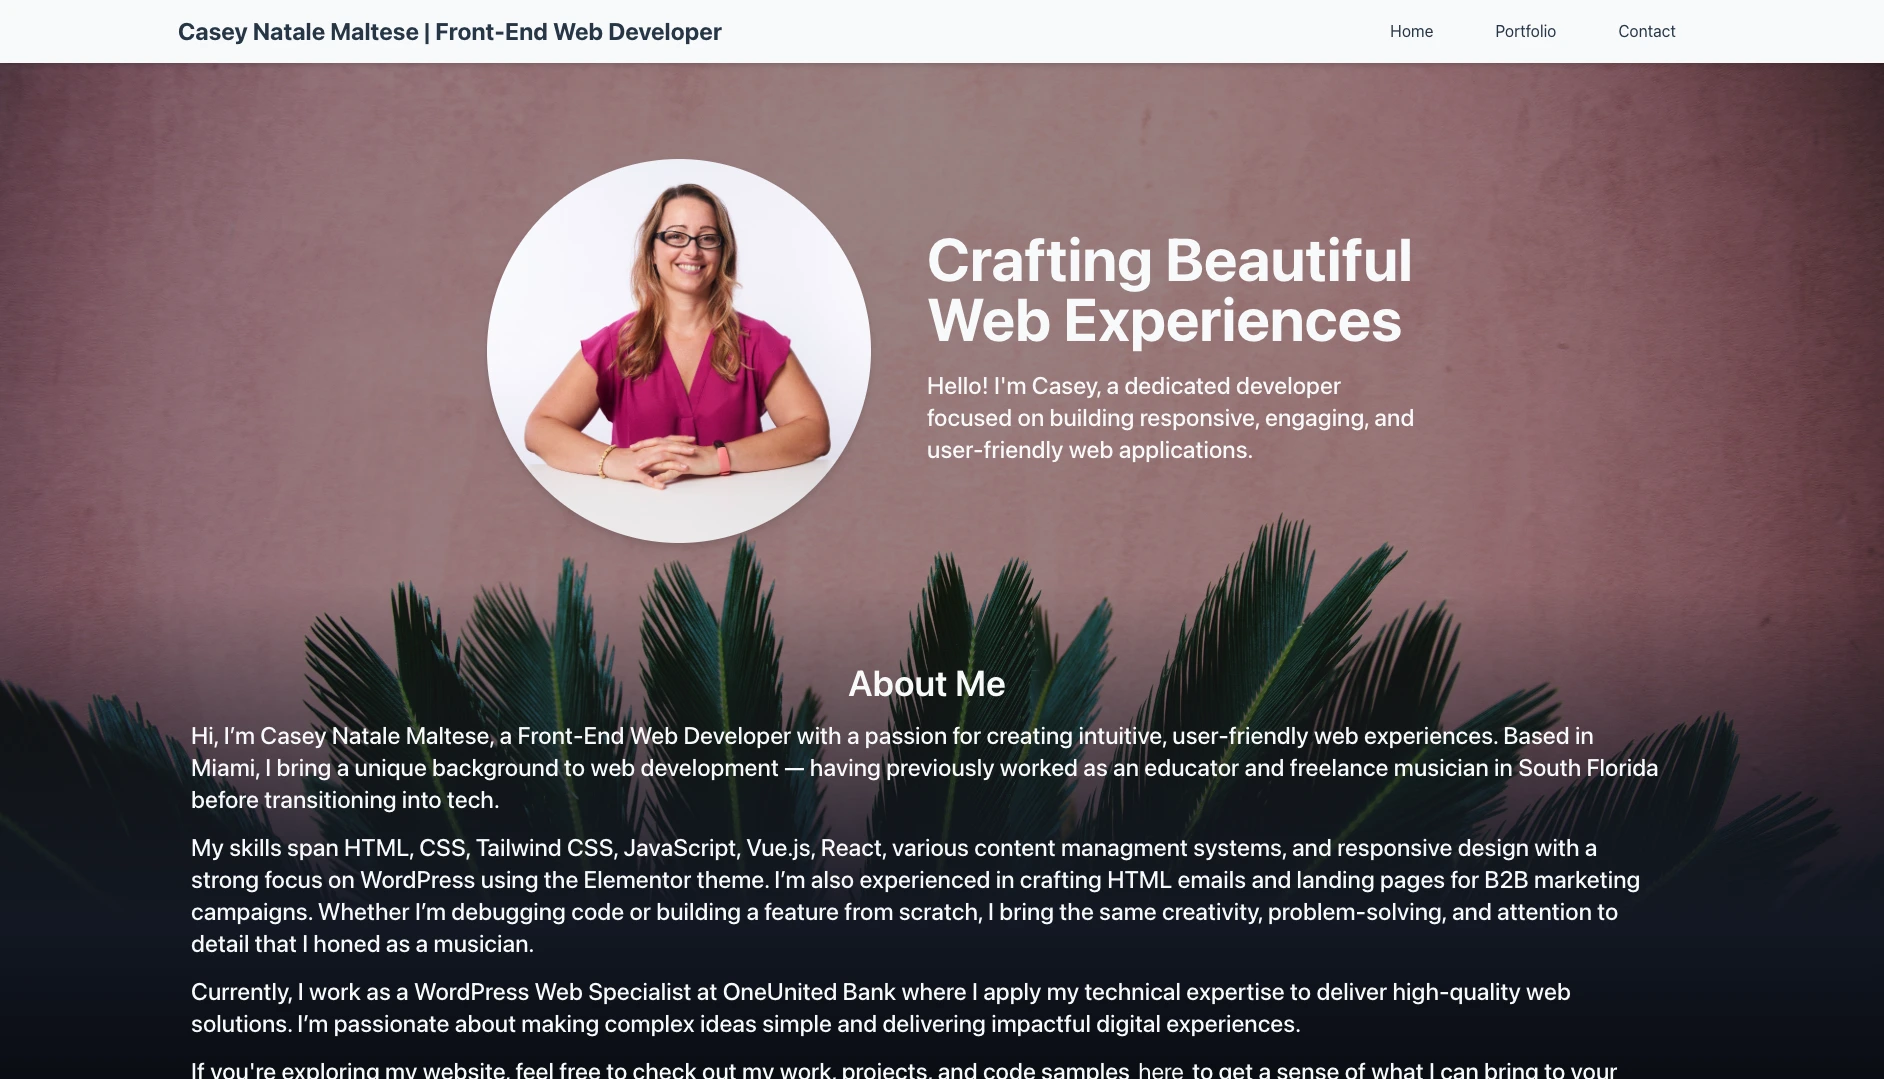 Casey Natale Maltese | Front-End Web Developer
Home
Portfolio
Contact
Crafting Beautiful
Web Experiences
Hello! I'm Casey, a dedicated developer
focused on building responsive, engaging, and
user-friendly web applications.
About Me
Hi, I’m Casey Natale Maltese, a Front-End Web Developer with a passion for creating intuitive, user-friendly web experiences. Based in
Miami, I bring a unique background to web development — having previously worked as an educator and freelance musician in South Florida
before transitioning into tech.
My skills span HTML, CSS, Tailwind CSS, JavaScript, Vue.js, React, various content managment systems, and responsive design with a
strong focus on WordPress using the Elementor theme. I’m also experienced in crafting HTML emails and landing pages for B2B marketing
campaigns. Whether I’m debugging code or building a feature from scratch, I bring the same creativity, problem-solving, and attention to
detail that I honed as a musician.
Currently, I work as a WordPress Web Specialist at OneUnited Bank where I apply my technical expertise to deliver high-quality web
solutions. I’m passionate about making complex ideas simple and delivering impactful digital experiences.
If you're exploring my website, feel free to check out my work, projects, and code samples here to get a sense of what I can bring to your